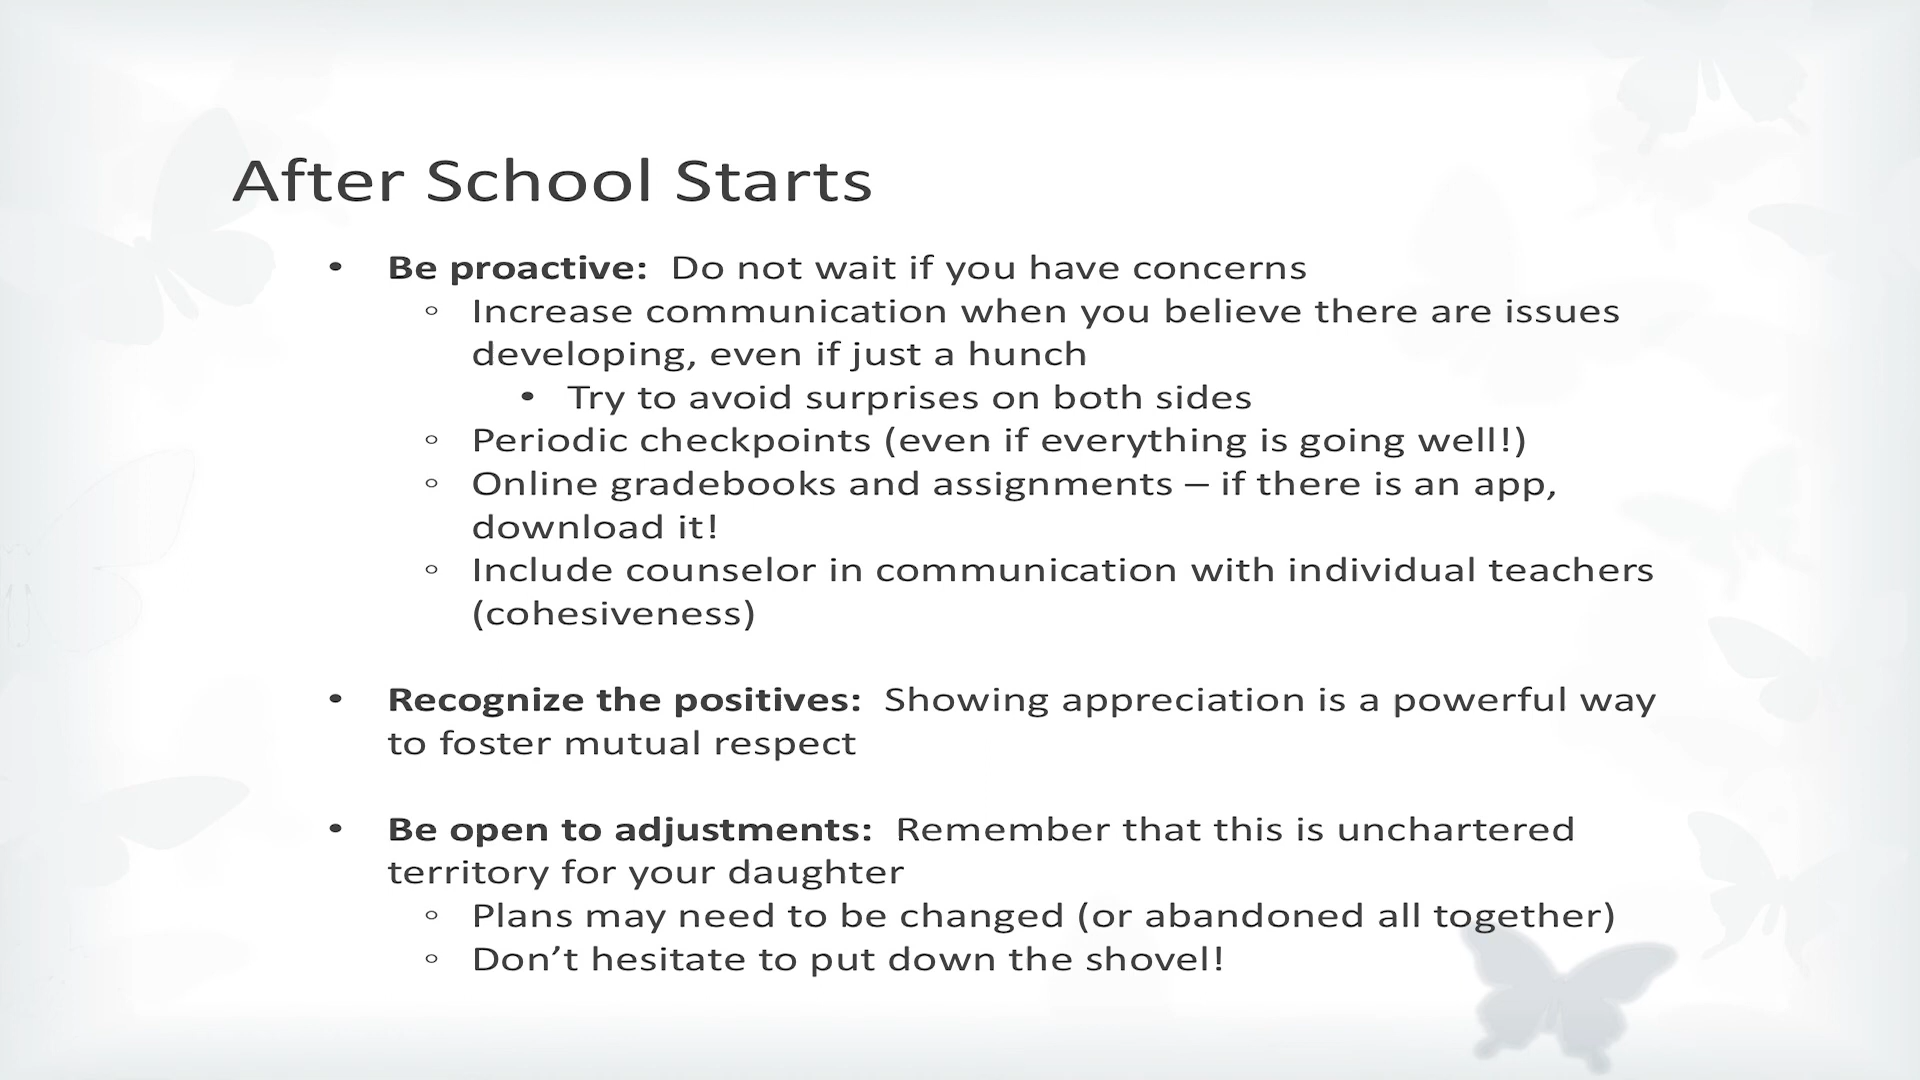 After School Starts
• Be proactive:  Do not wait if you have concerns
◦ Increase communication when you believe there are issues
developing, even if just a hunch
• Try to avoid surprises on both sides
◦ Periodic checkpoints (even if everything is going well!)
◦ Online gradebooks and assignments – if there is an app,
download it!
◦ Include counselor in communication with individual teachers
(cohesiveness)
• Recognize the positives:  Showing appreciation is a powerful way
to foster mutual respect
• Be open to adjustments:  Remember that this is unchartered
territory for your daughter
◦ Plans may need to be changed (or abandoned all together)
◦ Don’t hesitate to put down the shovel!